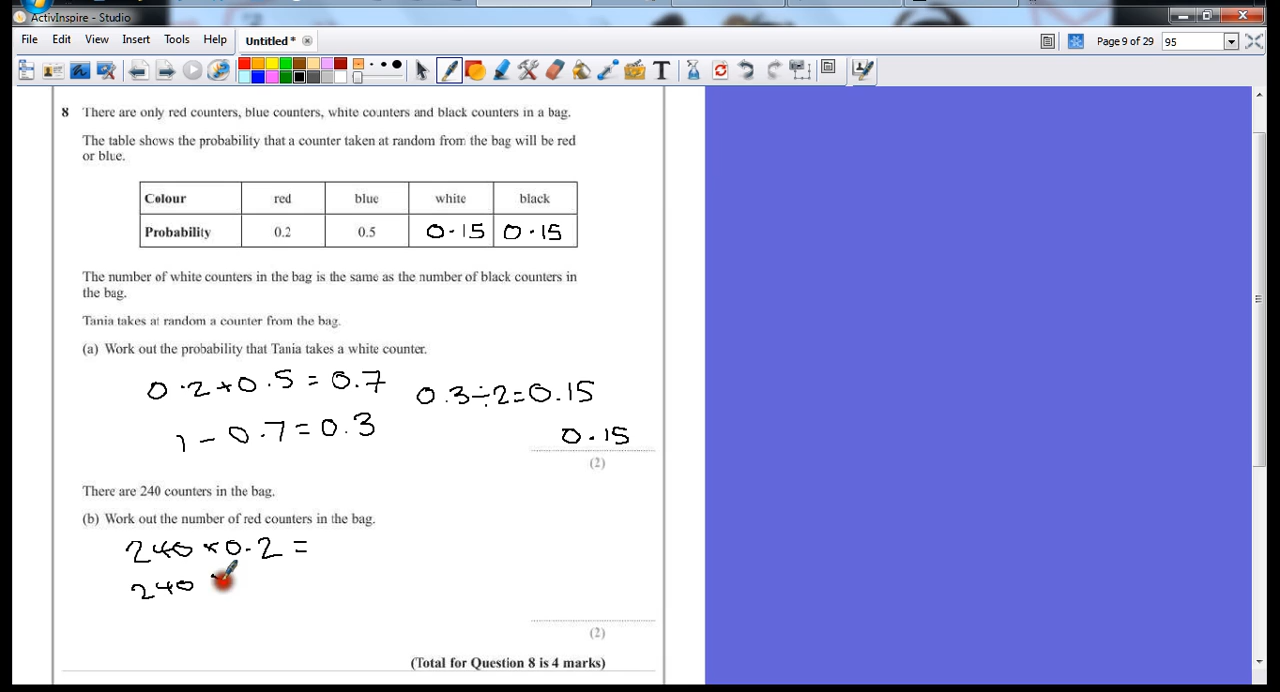 ActivInspire - Studio
File Edit View Insert Tools Help Untitled * Page 9 of 29 95
8 There are only red counters, blue counters, white counters and black counters in a bag.
The table shows the probability that a counter taken at random from the bag will be red
or blue.
Colour red blue white black
Probability 0.2 0.5 0.15 0.15
The number of white counters in the bag is the same as the number of black counters in
the bag.
Tania takes at random a counter from the bag.
(a) Work out the probability that Tania takes a white counter.
0.2+0.5=0.7 0.3÷2=0.15
1-0.7=0.3
0.15
(2)
There are 240 counters in the bag.
(b) Work out the number of red counters in the bag.
240×0.2=
240
(2)
(Total for Question 8 is 4 marks)